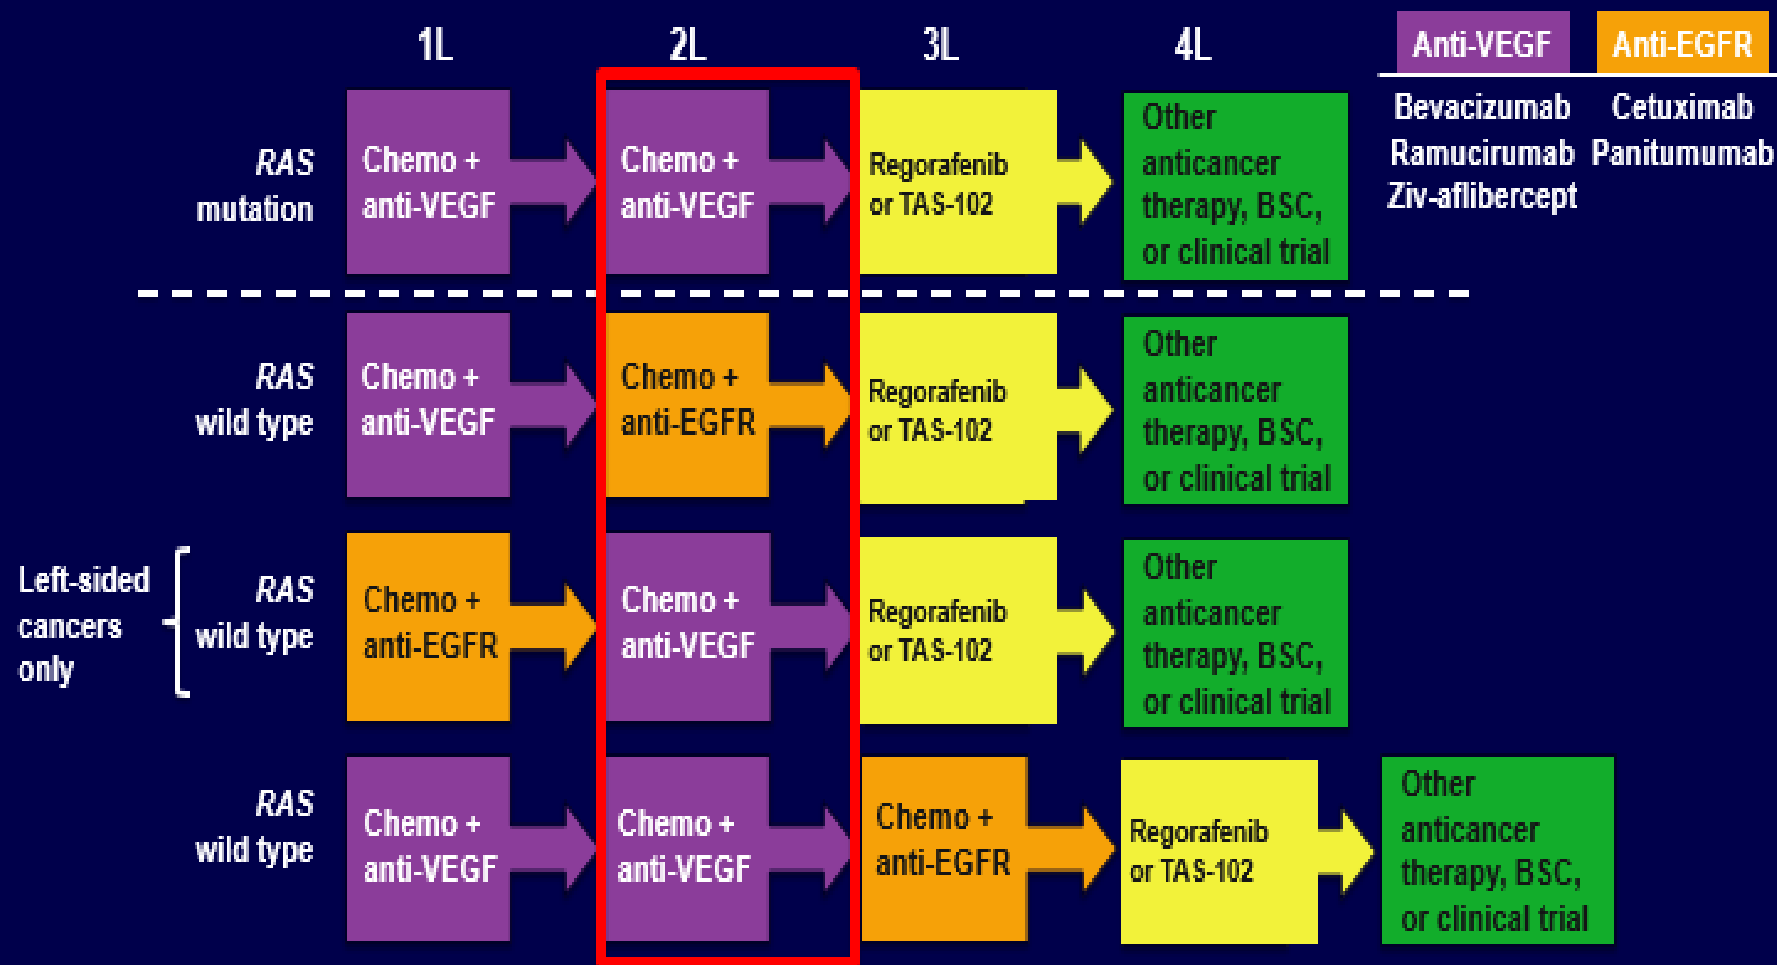 1L
2L
3L
4L
Anti-VEGF
Anti-EGFR
Bevacizumab
Cetuximab
Ramucirumab
Panitumumab
Ziv-aflibercept
RAS
mutation
Chemo +
anti-VEGF
Chemo +
anti-VEGF
Regorafenib
or TAS-102
Other
anticancer
therapy, BSC,
or clinical trial
RAS
wild type
Chemo +
anti-VEGF
Chemo +
anti-EGFR
Regorafenib
or TAS-102
Other
anticancer
therapy, BSC,
or clinical trial
Left-sided
cancers
only
RAS
wild type
Chemo +
anti-EGFR
Chemo +
anti-VEGF
Regorafenib
or TAS-102
Other
anticancer
therapy, BSC,
or clinical trial
RAS
wild type
Chemo +
anti-VEGF
Chemo +
anti-VEGF
Chemo +
anti-EGFR
Regorafenib
or TAS-102
Other
anticancer
therapy, BSC,
or clinical trial